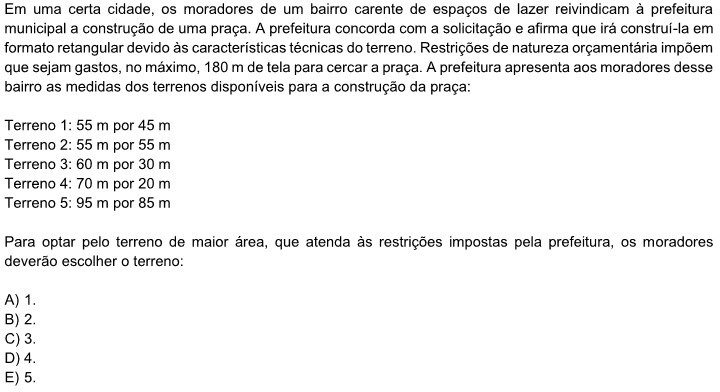 Em uma certa cidade, os moradores de um bairro carente de espaços de lazer reivindicam à prefeitura
municipal a construção de uma praça. A prefeitura concorda com a solicitação e afirma que irá construí-la em
formato retangular devido às características técnicas do terreno. Restrições de natureza orçamentária impõem
que sejam gastos, no máximo, 180 m de tela para cercar a praça. A prefeitura apresenta aos moradores desse
bairro as medidas dos terrenos disponíveis para a construção da praça:
Terreno 1: 55 m por 45 m
Terreno 2: 55 m por 55 m
Terreno 3: 60 m por 30 m
Terreno 4: 70 m por 20 m
Terreno 5: 95 m por 85 m
Para optar pelo terreno de maior área, que atenda às restrições impostas pela prefeitura, os moradores
deverão escolher o terreno:
A) 1.
B) 2.
C) 3.
D) 4.
E) 5.